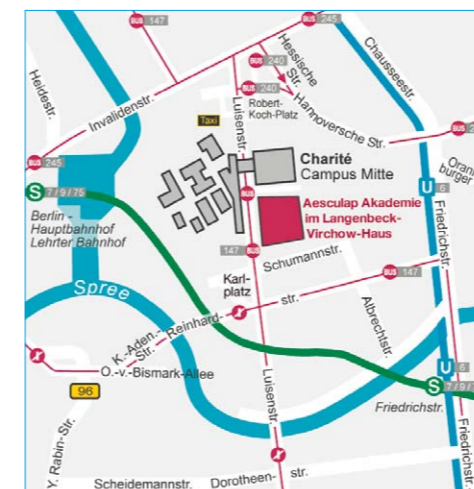 BUS 147
BUS 245
Heidestr.
Invalidenstr.
Hessische
Str.
Chausseestr.
BUS 240
BUS 240
Robert-
Koch-Platz
Hannoversche Str.
Taxi
Luisenstr.
BUS
BUS 245
S 7 / 9 / 75
Berlin -
Hauptbahnhof
Lehrter Bahnhof
Charité
Campus Mitte
Aesculap Akademie
im Langenbeck-
Virchow-Haus
BUS
147 BUS
Schumannstr.
Karl-
platz
U 6
Friedrichstr.
BUS 147
Spree
K.-Aden.-
Str.
Reinhard-
str.
Albrechtstr.
O.-v.-Bismark-Allee
96
Luisenstr.
U 6
S 7 / 9 /
Friedrichstr.
Friedrichstr.
Y. Rabin-Str.
Scheidemannstr.
Dorotheen-
str.